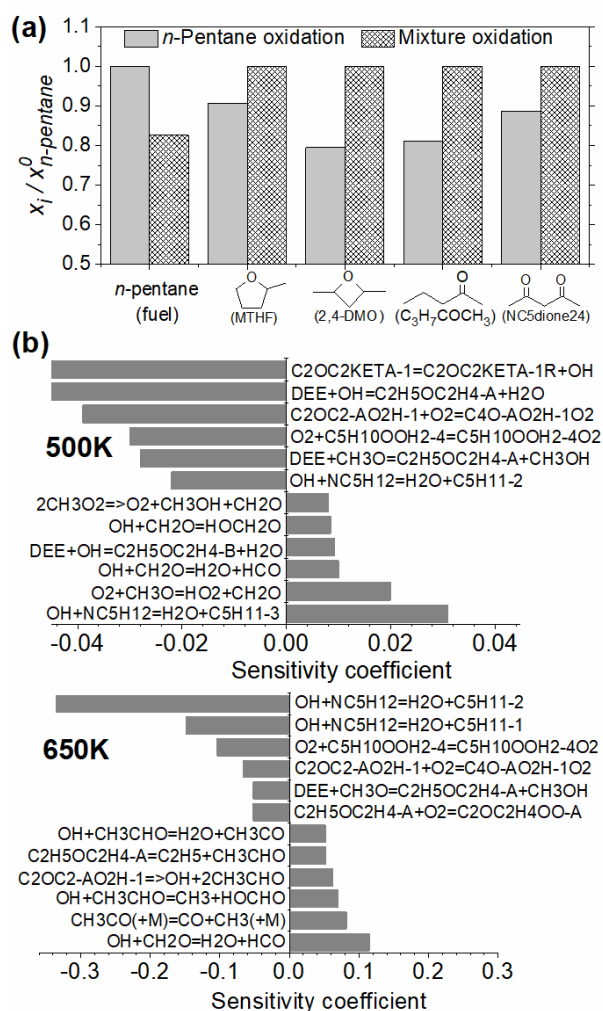 (a)
n-Pentane oxidation
Mixture oxidation
1.1
1.0
0.9
0.8
0.7
0.6
0.5
xi / x0n-pentane
n-pentane
(fuel)
O
(MTHF)
O
(2,4-DMO)
O
(C3H7COCH3)
O O
(NC5dione24)
(b)
500K
C2OC2KETA-1=C2OC2KETA-1R+OH
DEE+OH=C2H5OC2H4-A+H2O
C2OC2-AO2H-1+O2=C4O-AO2H-1O2
O2+C5H10OOH2-4=C5H10OOH2-4O2
DEE+CH3O=C2H5OC2H4-A+CH3OH
OH+NC5H12=H2O+C5H11-2
2CH3O2=>O2+CH3OH+CH2O
OH+CH2O=HOCH2O
DEE+OH=C2H5OC2H4-B+H2O
OH+CH2O=H2O+HCO
O2+CH3O=HO2+CH2O
OH+NC5H12=H2O+C5H11-3
-0.04 -0.02 0.00 0.02 0.04
Sensitivity coefficient
650K
OH+NC5H12=H2O+C5H11-2
OH+NC5H12=H2O+C5H11-1
O2+C5H10OOH2-4=C5H10OOH2-4O2
C2OC2-AO2H-1+O2=C4O-AO2H-1O2
DEE+CH3O=C2H5OC2H4-A+CH3OH
C2H5OC2H4-A+O2=C2OC2H4OO-A
OH+CH3CHO=H2O+CH3CO
C2H5OC2H4-A=C2H5+CH3CHO
C2OC2-AO2H-1=>OH+2CH3CHO
OH+CH3CHO=CH3+HOCHO
CH3CO(+M)=CO+CH3(+M)
OH+CH2O=H2O+HCO
-0.3 -0.2 -0.1 0.0 0.1 0.2 0.3
Sensitivity coefficient